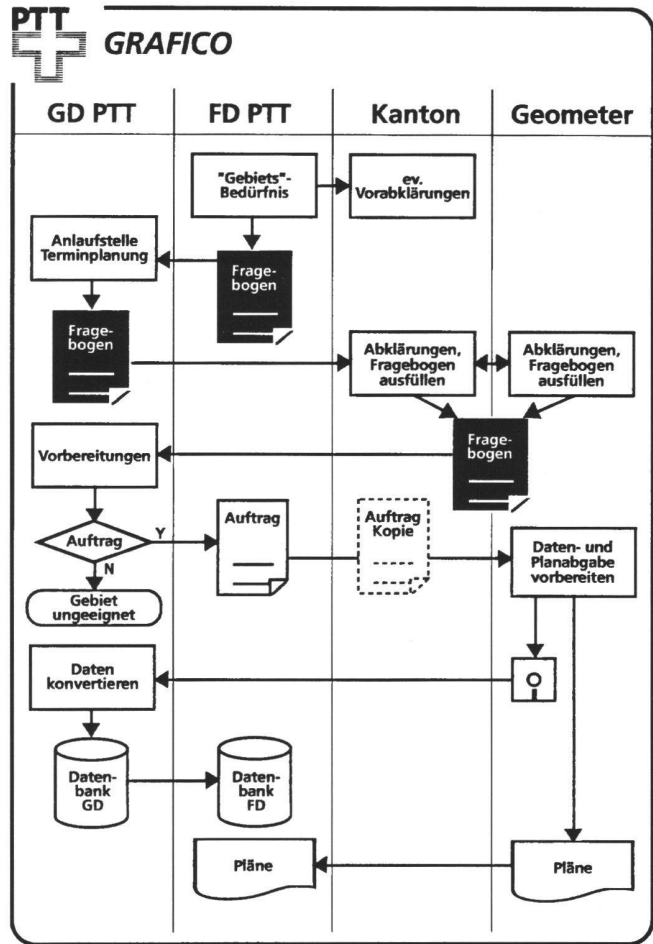 PTT
GRAFICO
GD PTT
FD PTT
Kanton
Geometer
"Gebiets"-
Bedürfnis
ev.
Vorabklärungen
Anlaufstelle
Terminplanung
Frage-
bogen
Frage-
bogen
Abklärungen,
Fragebogen
ausfüllen
Abklärungen,
Fragebogen
ausfüllen
Frage-
bogen
Vorbereitungen
Auftrag
Y
N
Auftrag
Auftrag
Kopie
Daten- und
Planabgabe
vorbereiten
Gebiet
ungeeignet
Daten
konvertieren
Daten-
bank
GD
Daten-
bank
FD
Pläne
Pläne